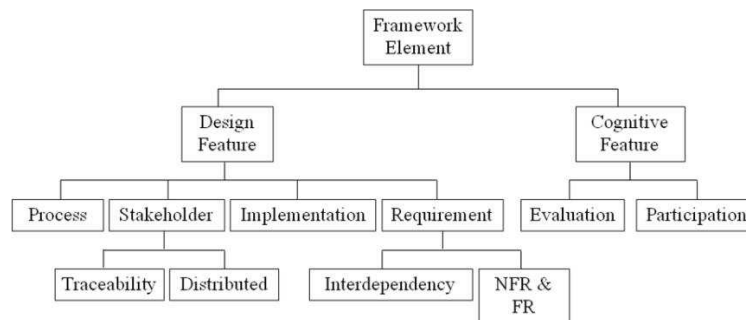 Framework
Element
Design
Feature
Cognitive
Feature
Process
Stakeholder
Implementation
Requirement
Evaluation
Participation
Traceability
Distributed
Interdependency
NFR &
FR